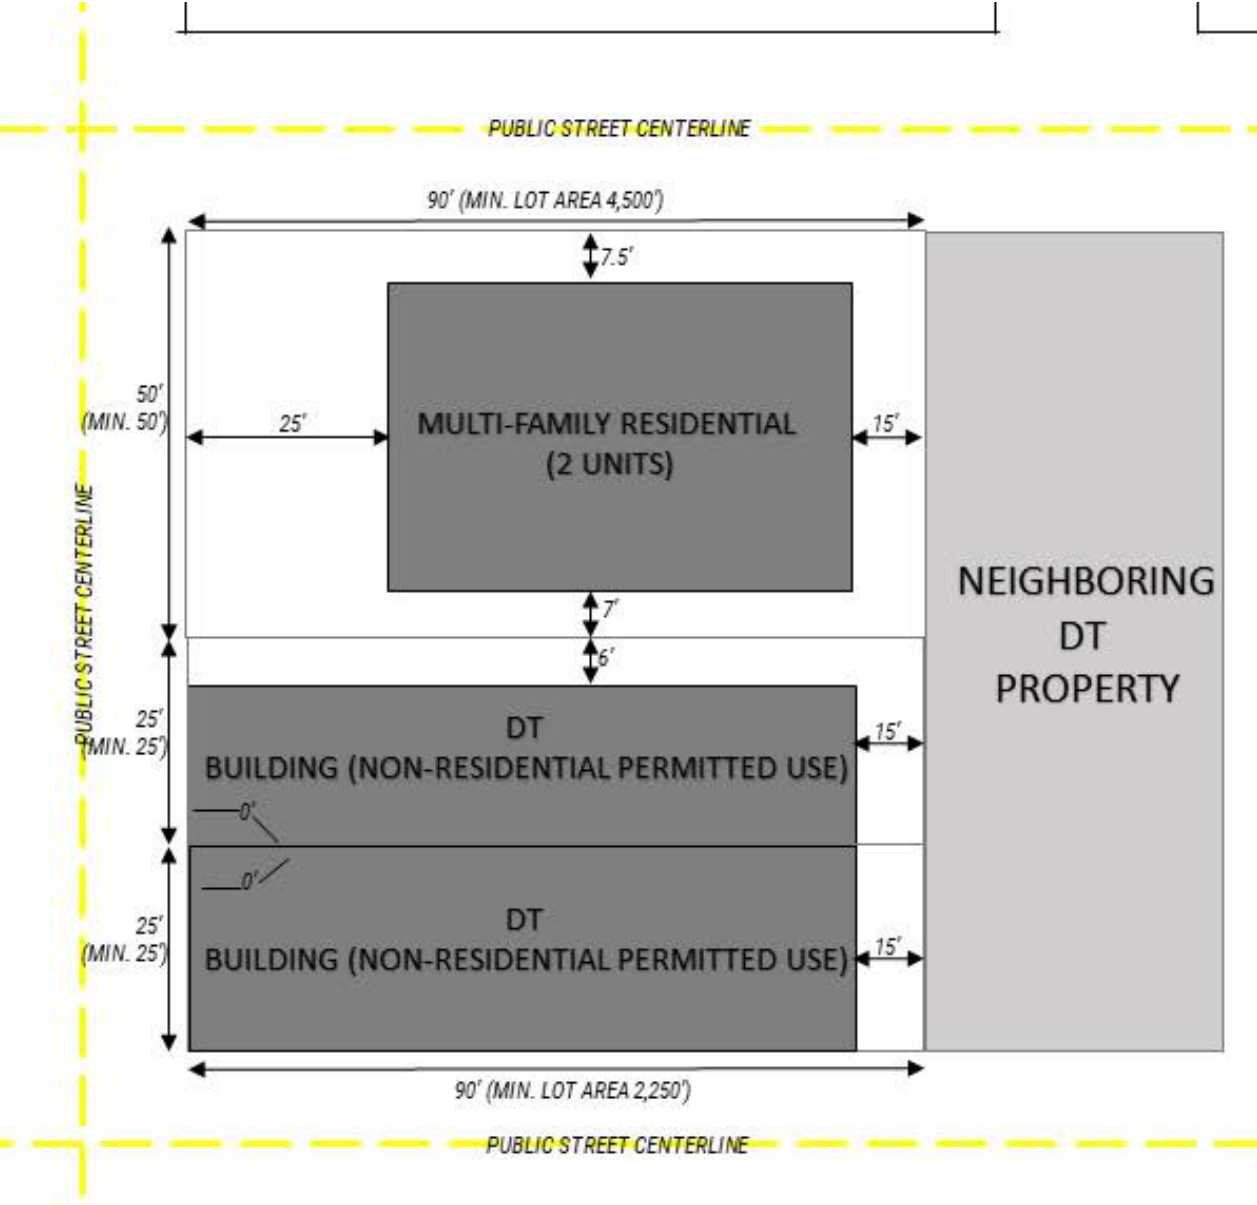 PUBLIC STREET CENTERLINE
90' (MIN. LOT AREA 4,500')
7.5'
50'
(MIN. 50')
25'
MULTI-FAMILY RESIDENTIAL
(2 UNITS)
15'
PUBLIC STREET CENTERLINE
7'
6'
NEIGHBORING
DT
PROPERTY
25'
(MIN. 25')
DT
BUILDING (NON-RESIDENTIAL PERMITTED USE)
15'
0'
0'
25'
(MIN. 25')
DT
BUILDING (NON-RESIDENTIAL PERMITTED USE)
15'
90' (MIN. LOT AREA 2,250')
PUBLIC STREET CENTERLINE